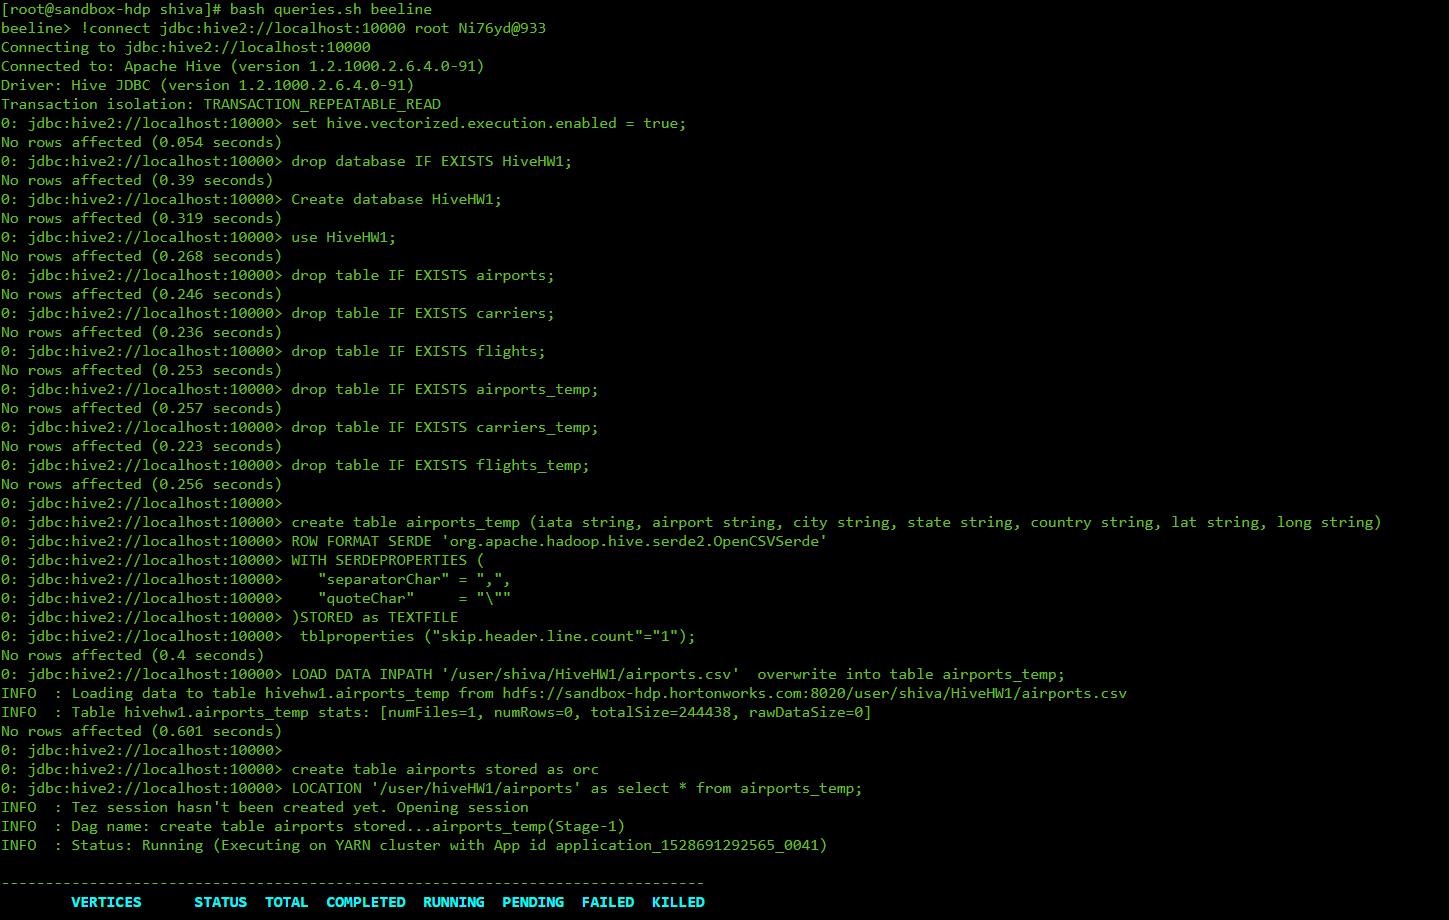 [root@sandbox-hdp shiva]# bash queries.sh beeline
beeline> !connect jdbc:hive2://localhost:10000 root Ni76yd@933
Connecting to jdbc:hive2://localhost:10000
Connected to: Apache Hive (version 1.2.1000.2.6.4.0-91)
Driver: Hive JDBC (version 1.2.1000.2.6.4.0-91)
Transaction isolation: TRANSACTION_REPEATABLE_READ
0: jdbc:hive2://localhost:10000> set hive.vectorized.execution.enabled = true;
No rows affected (0.054 seconds)
0: jdbc:hive2://localhost:10000> drop database IF EXISTS HiveHW1;
No rows affected (0.39 seconds)
0: jdbc:hive2://localhost:10000> Create database HiveHW1;
No rows affected (0.319 seconds)
0: jdbc:hive2://localhost:10000> use HiveHW1;
No rows affected (0.268 seconds)
0: jdbc:hive2://localhost:10000> drop table IF EXISTS airports;
No rows affected (0.246 seconds)
0: jdbc:hive2://localhost:10000> drop table IF EXISTS carriers;
No rows affected (0.236 seconds)
0: jdbc:hive2://localhost:10000> drop table IF EXISTS flights;
No rows affected (0.253 seconds)
0: jdbc:hive2://localhost:10000> drop table IF EXISTS airports_temp;
No rows affected (0.257 seconds)
0: jdbc:hive2://localhost:10000> drop table IF EXISTS carriers_temp;
No rows affected (0.223 seconds)
0: jdbc:hive2://localhost:10000> drop table IF EXISTS flights_temp;
No rows affected (0.256 seconds)
0: jdbc:hive2://localhost:10000>
0: jdbc:hive2://localhost:10000> create table airports_temp (iata string, airport string, city string, state string, country string, lat string, long string)
0: jdbc:hive2://localhost:10000> ROW FORMAT SERDE 'org.apache.hadoop.hive.serde2.OpenCSVSerde'
0: jdbc:hive2://localhost:10000> WITH SERDEPROPERTIES (
0: jdbc:hive2://localhost:10000>    "separatorChar" = ",",
0: jdbc:hive2://localhost:10000>    "quoteChar"     = "\""
0: jdbc:hive2://localhost:10000> )STORED as TEXTFILE
0: jdbc:hive2://localhost:10000>  tblproperties ("skip.header.line.count"="1");
No rows affected (0.4 seconds)
0: jdbc:hive2://localhost:10000> LOAD DATA INPATH '/user/shiva/HiveHW1/airports.csv'  overwrite into table airports_temp;
INFO  : Loading data to table hivehw1.airports_temp from hdfs://sandbox-hdp.hortonworks.com:8020/user/shiva/HiveHW1/airports.csv
INFO  : Table hivehw1.airports_temp stats: [numFiles=1, numRows=0, totalSize=244438, rawDataSize=0]
No rows affected (0.601 seconds)
0: jdbc:hive2://localhost:10000>
0: jdbc:hive2://localhost:10000> create table airports stored as orc
0: jdbc:hive2://localhost:10000> LOCATION '/user/hiveHW1/airports' as select * from airports_temp;
INFO  : Tez session hasn't been created yet. Opening session
INFO  : Dag name: create table airports stored...airports_temp(Stage-1)
INFO  : Status: Running (Executing on YARN cluster with App id application_1528691292565_0041)
--------------------------------------------------------------------------------
VERTICES      STATUS  TOTAL  COMPLETED  RUNNING  PENDING  FAILED  KILLED